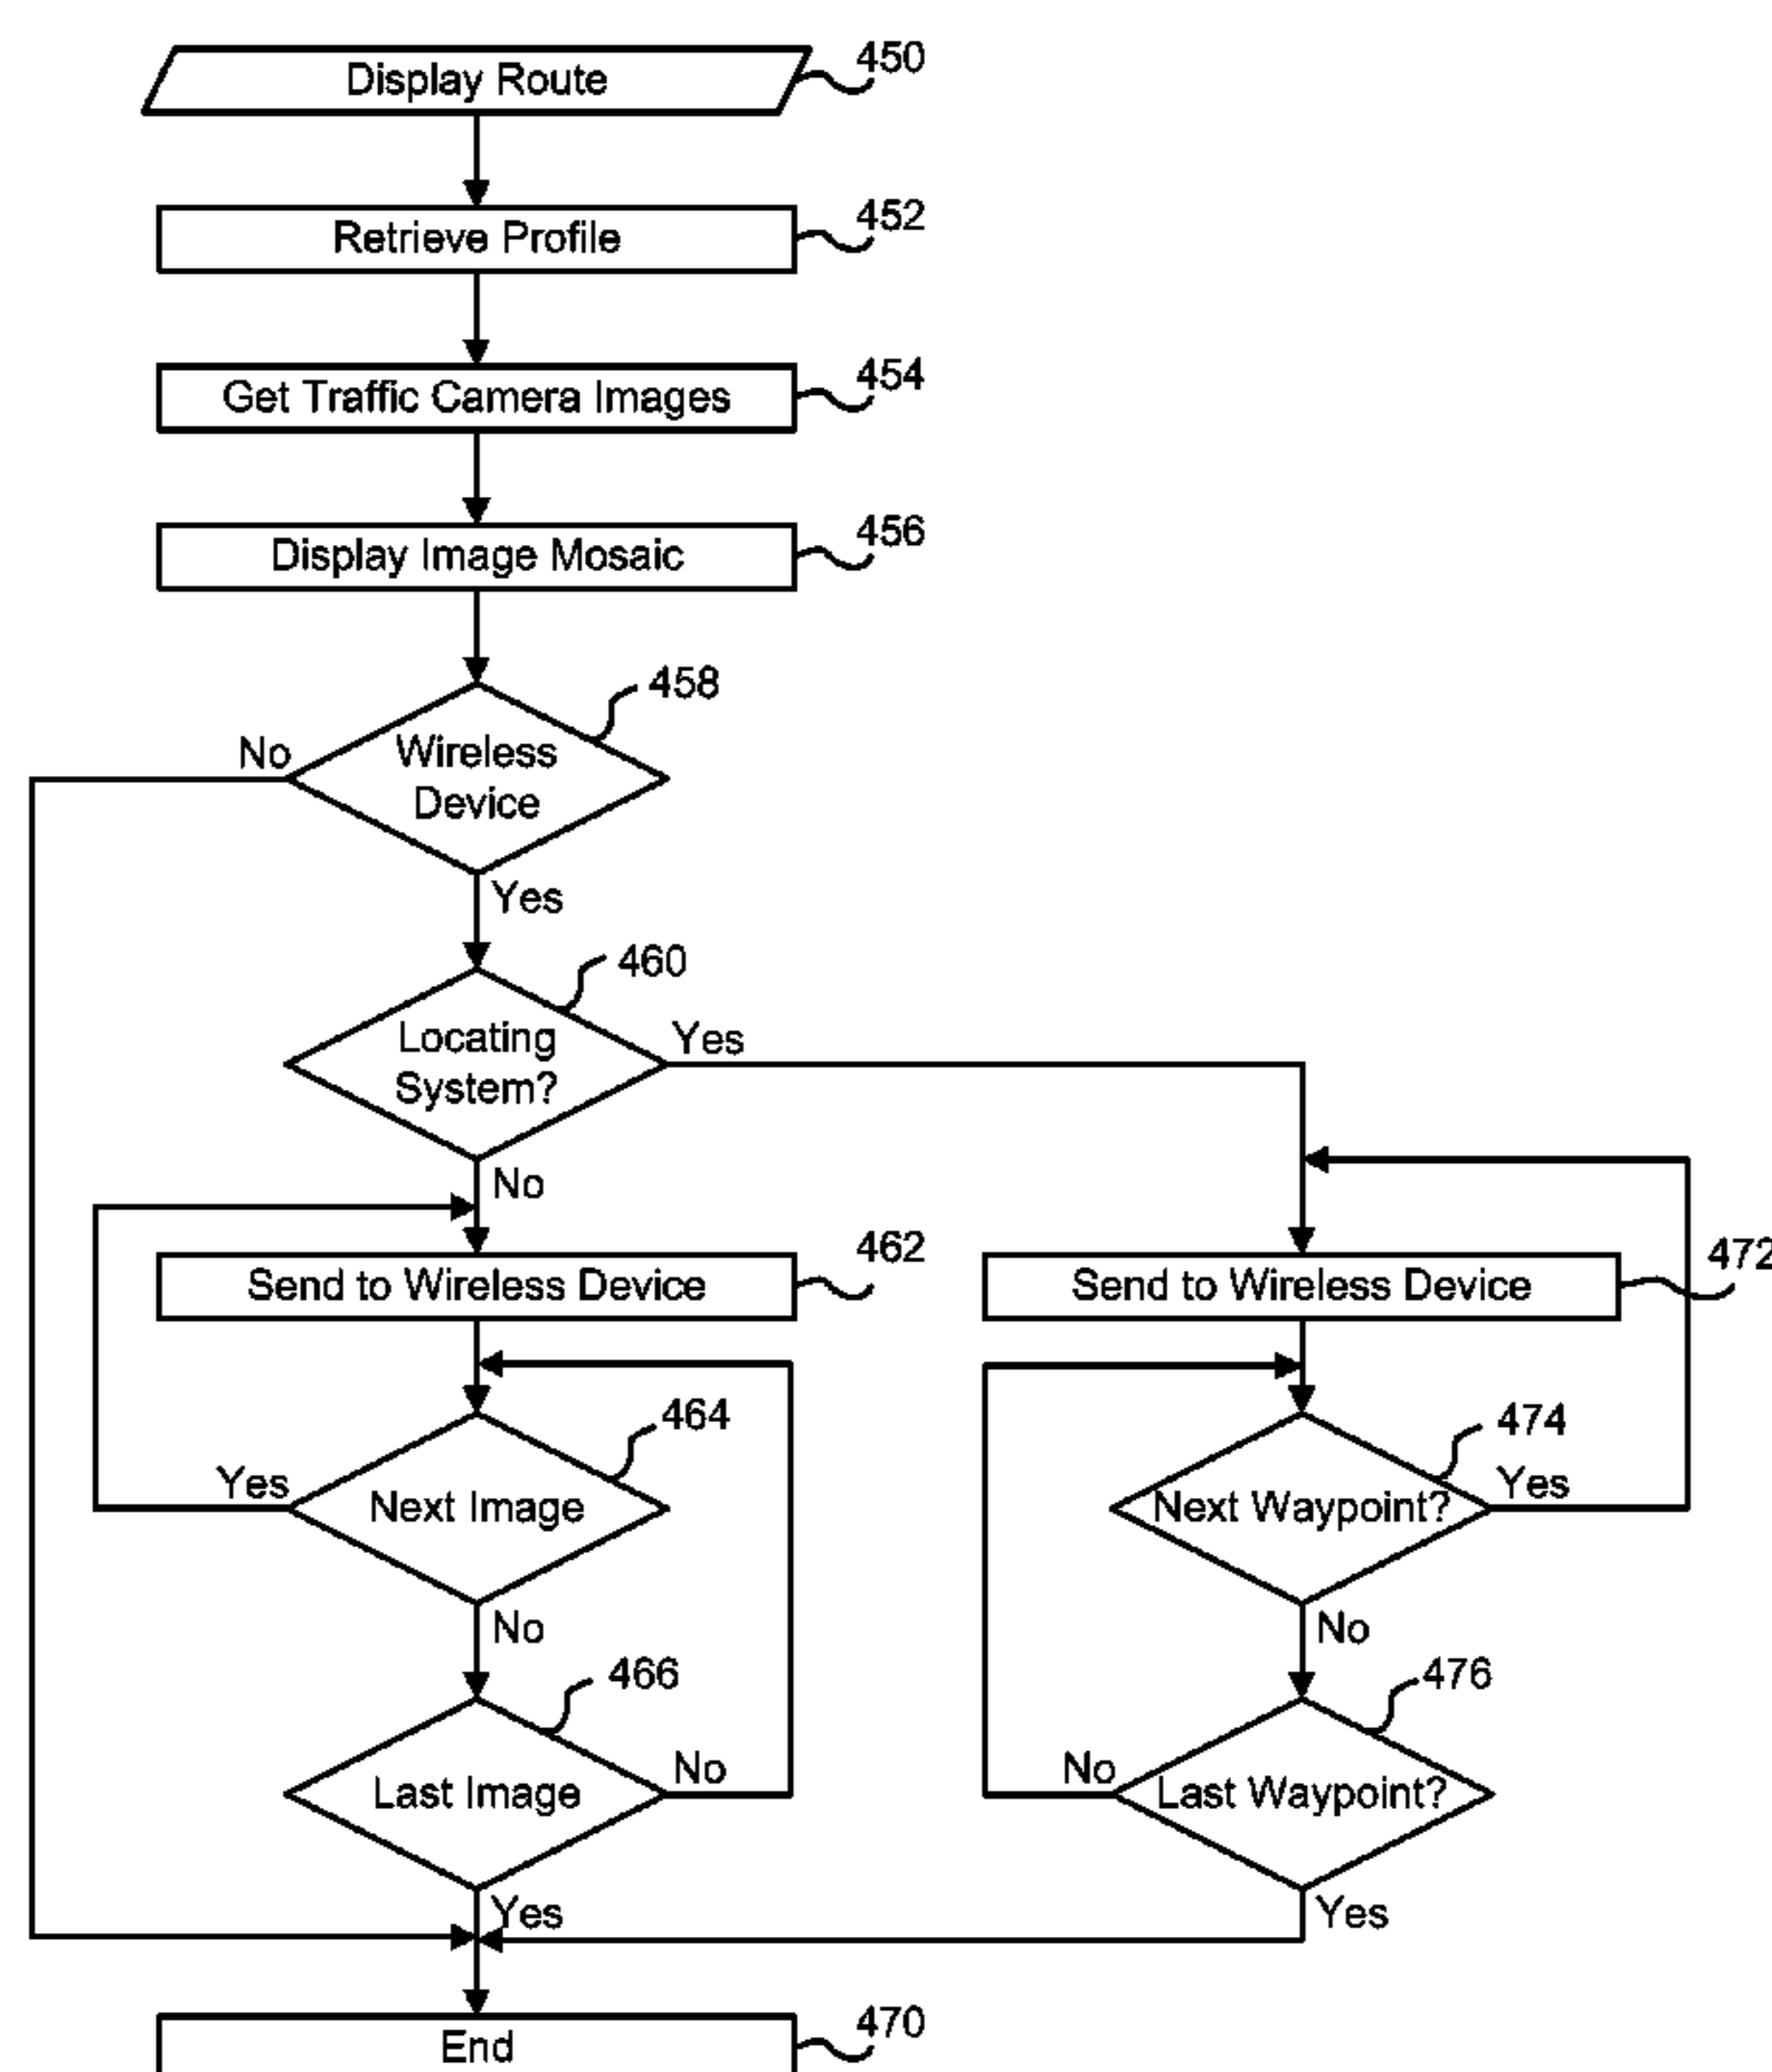 Display Route
450
Retrieve Profile
452
Get Traffic Camera Images
454
Display Image Mosaic
456
458
No
Wireless
Device
Yes
460
Locating
System?
Yes
No
Send to Wireless Device
462
Send to Wireless Device
472
464
474
Yes
Next Image
Next Waypoint?
Yes
No
No
466
476
Last Image
No
No
Last Waypoint?
Yes
Yes
End
470